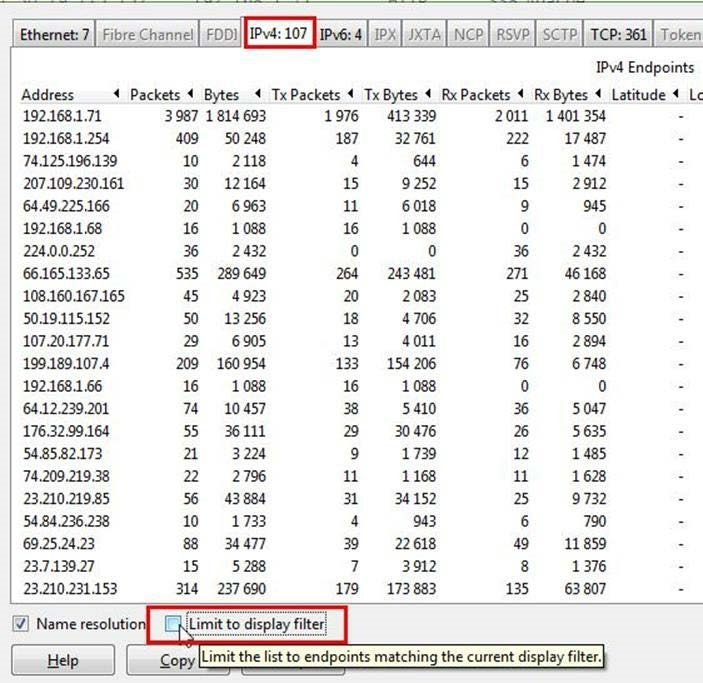 Ethernet: 7 Fibre Channel FDDI IPv4: 107 IPv6: 4 IPX JXTA NCP RSVP SCTP TCP: 361 Token
IPv4 Endpoints
Address Packets Bytes Tx Packets Tx Bytes Rx Packets Rx Bytes Latitude Lo
192.168.1.71 3 987 1 814 693 1 976 413 339 2 011 1 401 354 -
192.168.1.254 409 50 248 187 32 761 222 17 487 -
74.125.196.139 10 2 118 4 644 6 1 474 -
207.109.230.161 30 12 164 15 9 252 15 2 912 -
64.49.225.166 20 6 963 11 6 018 9 945 -
192.168.1.68 16 1 088 16 1 088 0 0 -
224.0.0.252 36 2 432 0 0 36 2 432 -
66.165.133.65 535 289 649 264 243 481 271 46 168 -
108.160.167.165 45 4 923 20 2 083 25 2 840 -
50.19.115.152 50 13 256 18 4 706 32 8 550 -
107.20.177.71 29 6 905 13 4 011 16 2 894 -
199.189.107.4 209 160 954 133 154 206 76 6 748 -
192.168.1.66 16 1 088 16 1 088 0 0 -
64.12.239.201 74 10 457 38 5 410 36 5 047 -
176.32.99.164 55 36 111 29 30 476 26 5 635 -
54.85.82.173 21 3 224 9 1 739 12 1 485 -
74.209.219.38 22 2 796 11 1 168 11 1 628 -
23.210.219.85 56 43 884 31 34 152 25 9 732 -
54.84.236.238 10 1 733 4 943 6 790 -
69.25.24.23 88 34 477 39 22 618 49 11 859 -
23.7.139.27 15 5 288 7 3 912 8 1 376 -
23.210.231.153 314 237 690 179 173 883 135 63 807 -
Name resolution Limit to display filter
Help Copy Limit the list to endpoints matching the current display filter.